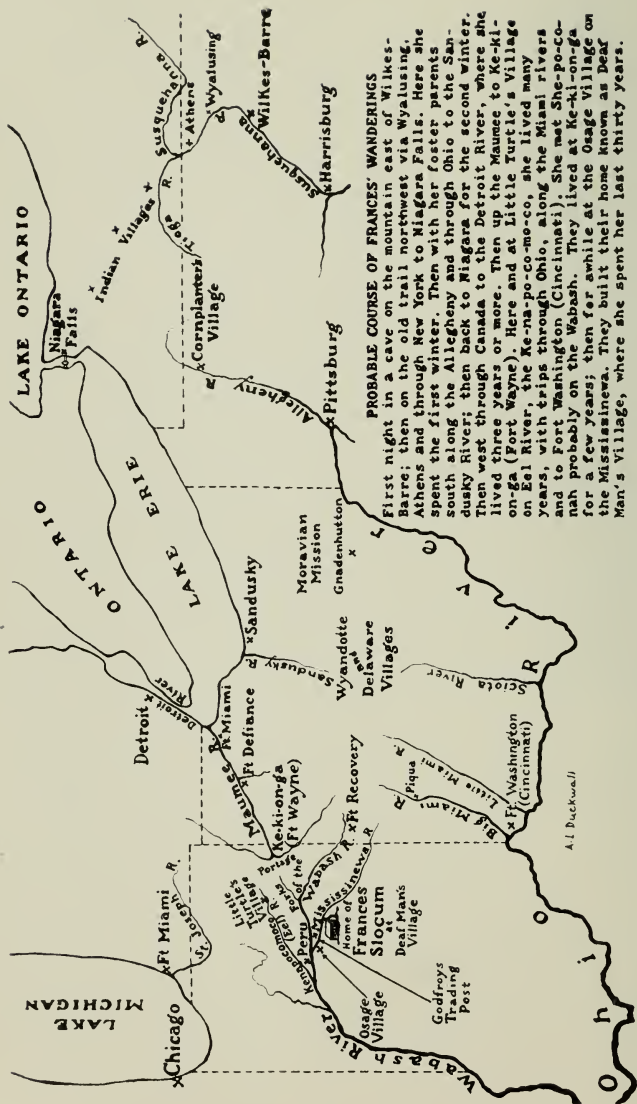 LAKE ONTARIO
Niagara
Falls
Indian Villages
Susquehanna R.
Athens
Wyalusing
Wilkes-Barre
Susquehanna R.
Harrisburg
Tioga R.
Cornplanters
Village
Allegheny R.
Pittsburg
ONTARIO
LAKE ERIE
Detroit
Detroit River
Sandusky
Sandusky R.
Moravian
Mission
Gnadenhutton
Wyandotte
and
Delaware
Villages
Sciota River
Ohio River
Ft Miami
Ft Defiance
Maumee R.
Ke-ki-on-ga
(Ft Wayne)
Portage
LAKE
MICHIGAN
Chicago
Ft Miami
St. Joseph R.
Little
Turtle's
Village
Kenapocomoco R.
(Eel)
Forks
of the
Wabash R.
Ft Recovery
Mississinewa R
Peru
Home of
Frances
Slocum
at
Deaf Man's
Village
Osage
Village
Godfroys
Trading
Post
Wabash River
Piqua
Big Miami R.
Little Miami R.
Ft. Washington
(Cincinnati)
A.L Duckwall
PROBABLE COURSE OF FRANCES' WANDERINGS
First night in a cave on the mountain east of Wilkes-
Barre; then on the old trail northwest via Wyalusing,
Athens and through New York to Niagara Falls. Here she
spent the first winter. Then with her foster parents
south along the Allegheny and through Ohio to the San-
dusky River; then back to Niagara for the second winter.
Then west through Canada to the Detroit River, where she
lived three years or more. Then up the Maumee to Ke-ki-
on-ga (Fort Wayne). Here and at Little Turtle's Village
on Eel River, the Ke-na-po-co-mo-co, she lived many
years, with trips through Ohio, along the Miami rivers
and to Fort Washington (Cincinnati). She met She-po-co-
nah probably on the Wabash. They lived at Ke-ki-on-ga
for a few years; then for awhile at the Osage Village on
the Mississinewa. They built their home known as Deaf
Man's Village, where she spent her last thirty years.